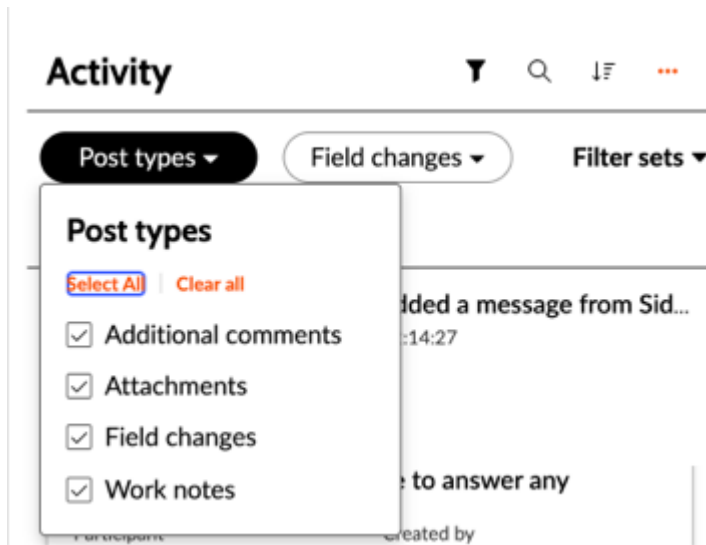 Activity
Post types Field changes Filter sets
Post types
Select All Clear all
Additional comments
Attachments
Field changes
Work notes
dded a message from Sid...
:14:27
to answer any
Participant Created by